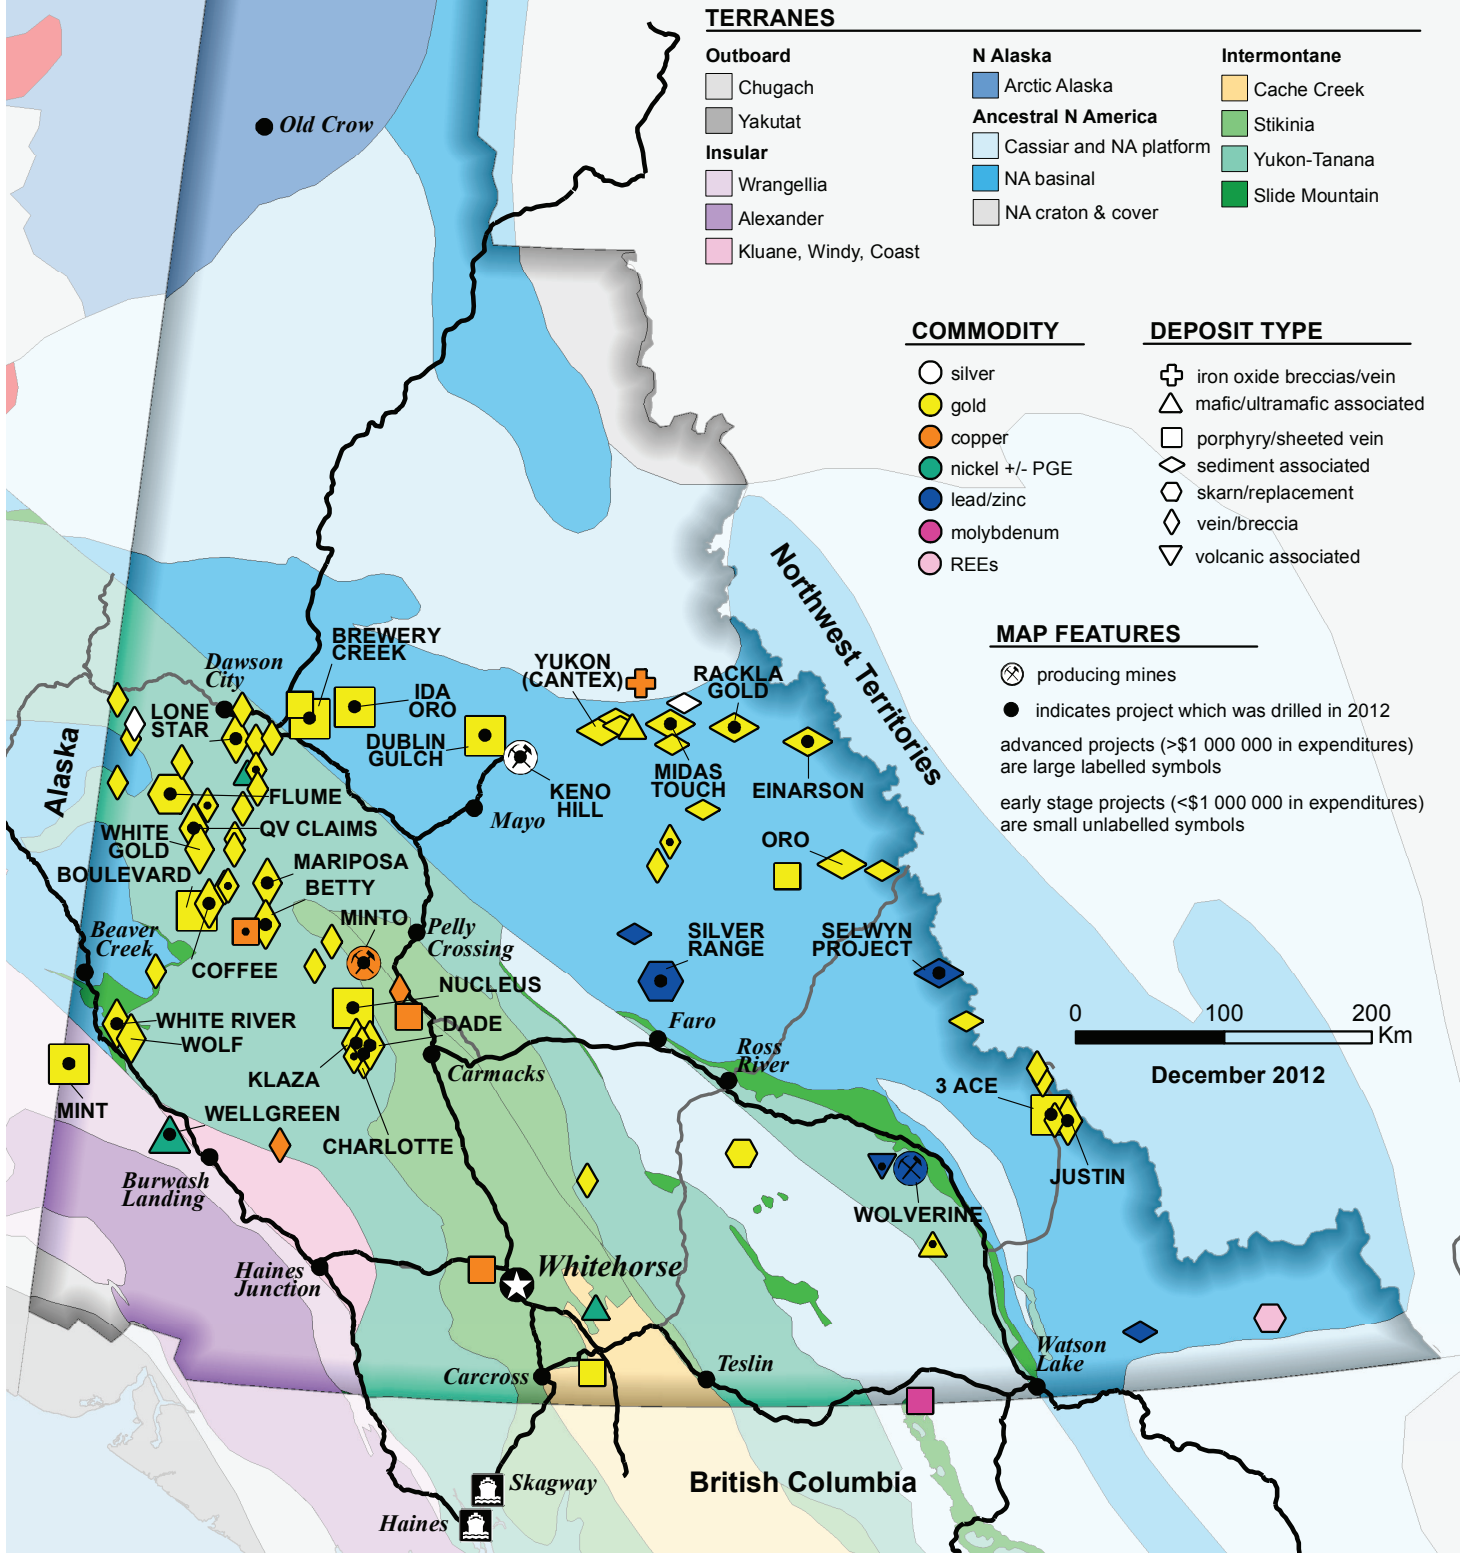 TERRANES
Outboard
Chugach
Yakutat
Insular
Wrangellia
Alexander
Kluane, Windy, Coast
N Alaska
Arctic Alaska
Ancestral N America
Cassiar and NA platform
NA basinal
NA craton & cover
Intermontane
Cache Creek
Stikinia
Yukon-Tanana
Slide Mountain
COMMODITY
silver
gold
copper
nickel +/- PGE
lead/zinc
molybdenum
REEs
DEPOSIT TYPE
iron oxide breccias/vein
mafic/ultramafic associated
porphyry/sheeted vein
sediment associated
skarn/replacement
vein/breccia
volcanic associated
MAP FEATURES
producing mines
indicates project which was drilled in 2012
advanced projects (>$1 000 000 in expenditures)
are large labelled symbols
early stage projects (<$1 000 000 in expenditures)
are small unlabelled symbols
Old Crow
Northwest Territories
BREWERY
CREEK
Dawson
City
YUKON
(CANTEX)
RACKLA
GOLD
IDA
ORO
LONE
STAR
DUBLIN
GULCH
Alaska
KENO
HILL
MIDAS
TOUCH
EINARSON
FLUME
Mayo
QV CLAIMS
WHITE
GOLD
ORO
MARIPOSA
BOULEVARD
BETTY
MINTO
Pelly
Crossing
Beaver
Creek
SILVER
RANGE
SELWYN
PROJECT
COFFEE
NUCLEUS
0 100 200
Km
WHITE RIVER
DADE
Faro
WOLF
Ross
River
Carmacks
KLAZA
December 2012
3 ACE
MINT
WELLGREEN
CHARLOTTE
JUSTIN
Burwash
Landing
WOLVERINE
Haines
Junction
Whitehorse
Watson
Lake
Carcross
Teslin
Skagway
British Columbia
Haines